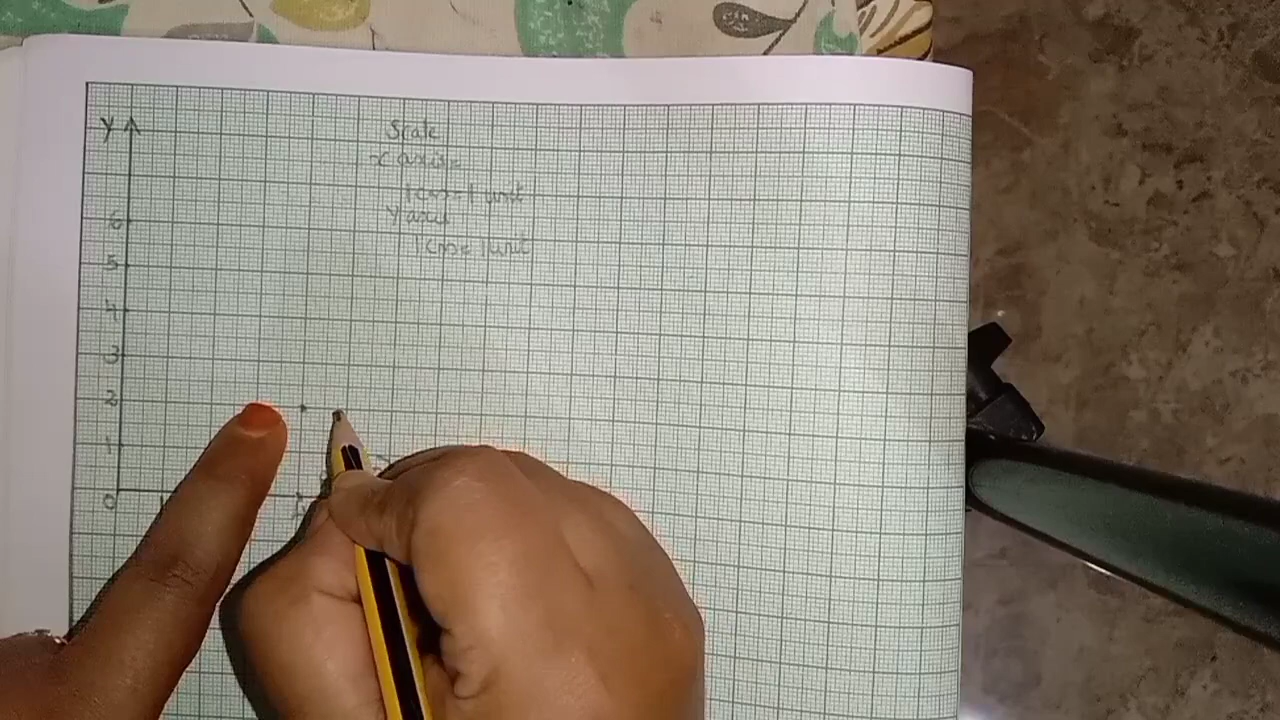 Y
Scale
x axis=
1cm=1 unit
Y axis
1cm=1unit
6
5
4
3
2
1
0